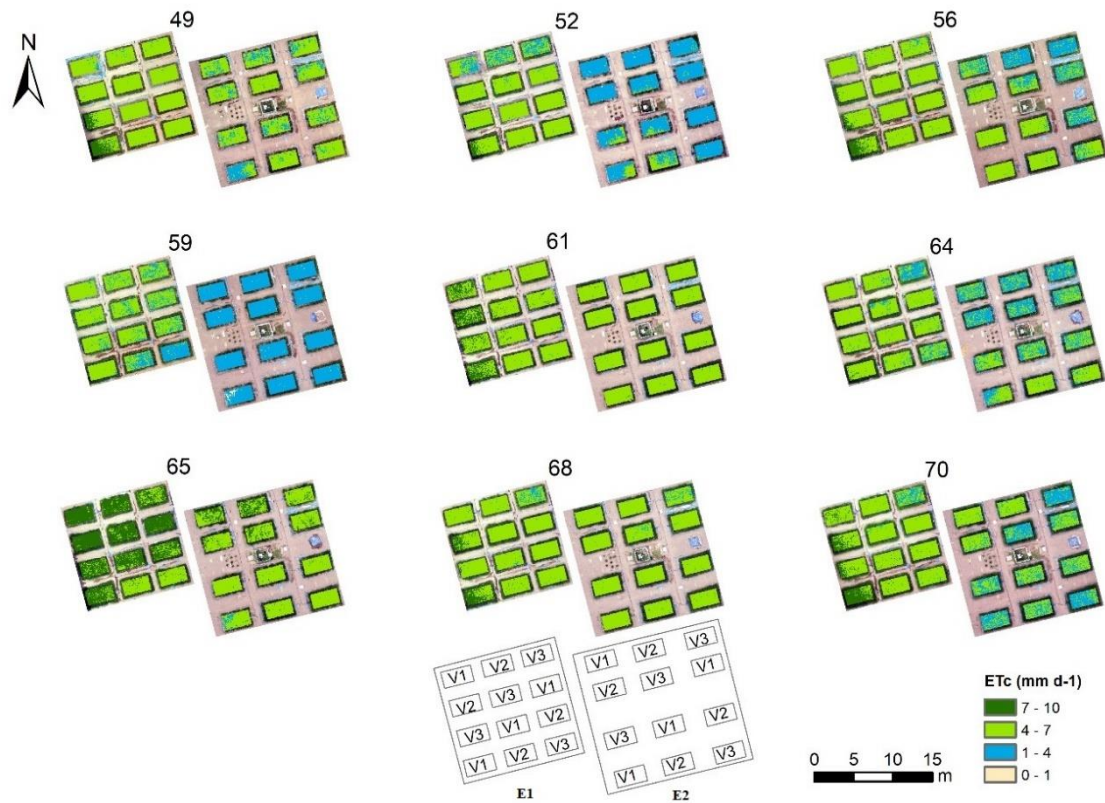 49 52 56
N
59 61 64
65 68 70
V1 V2 V3
V2 V3 V1
V3 V1 V2
V1 V2 V3
E1
V1 V2 V3
V2 V3 V1
V3 V1 V2
V1 V2 V3
E2
ETc (mm d-1)
7 - 10
4 - 7
1 - 4
0 - 1
0 5 10 15
m